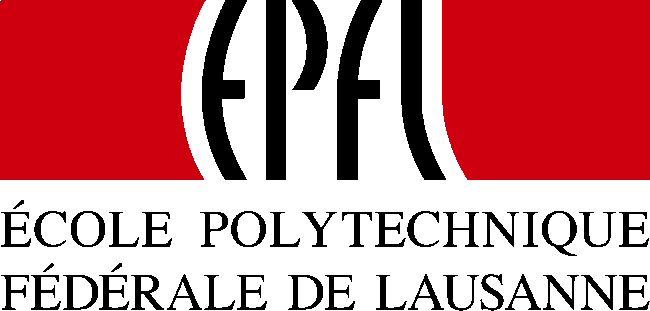 EPFL
ÉCOLE POLYTECHNIQUE
FÉDÉRALE DE LAUSANNE